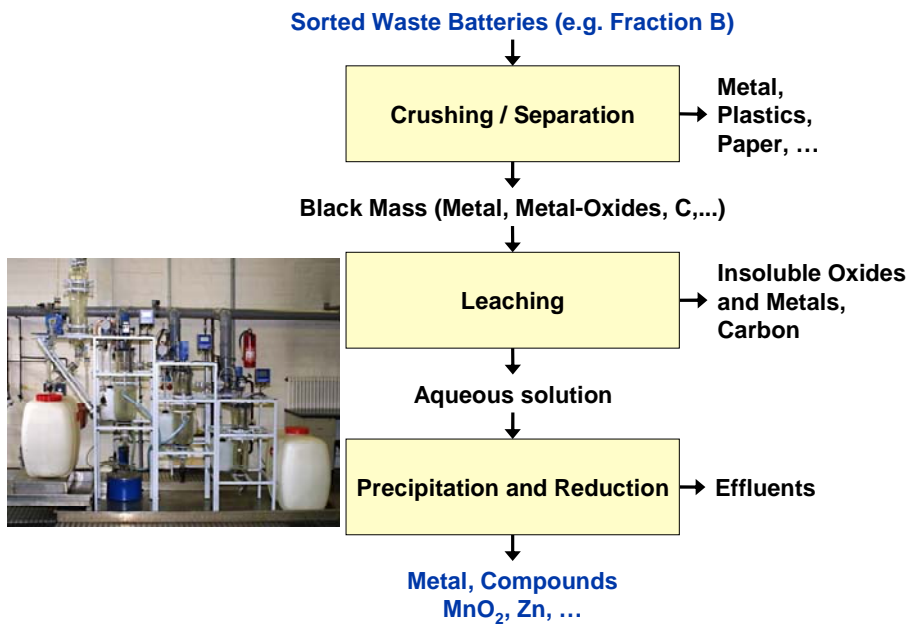 Sorted Waste Batteries (e.g. Fraction B)
Crushing / Separation
Metal,
Plastics,
Paper, …
Black Mass (Metal, Metal-Oxides, C,...)
Leaching
Insoluble Oxides
and Metals,
Carbon
Aqueous solution
Precipitation and Reduction
Effluents
Metal, Compounds
MnO₂, Zn, …